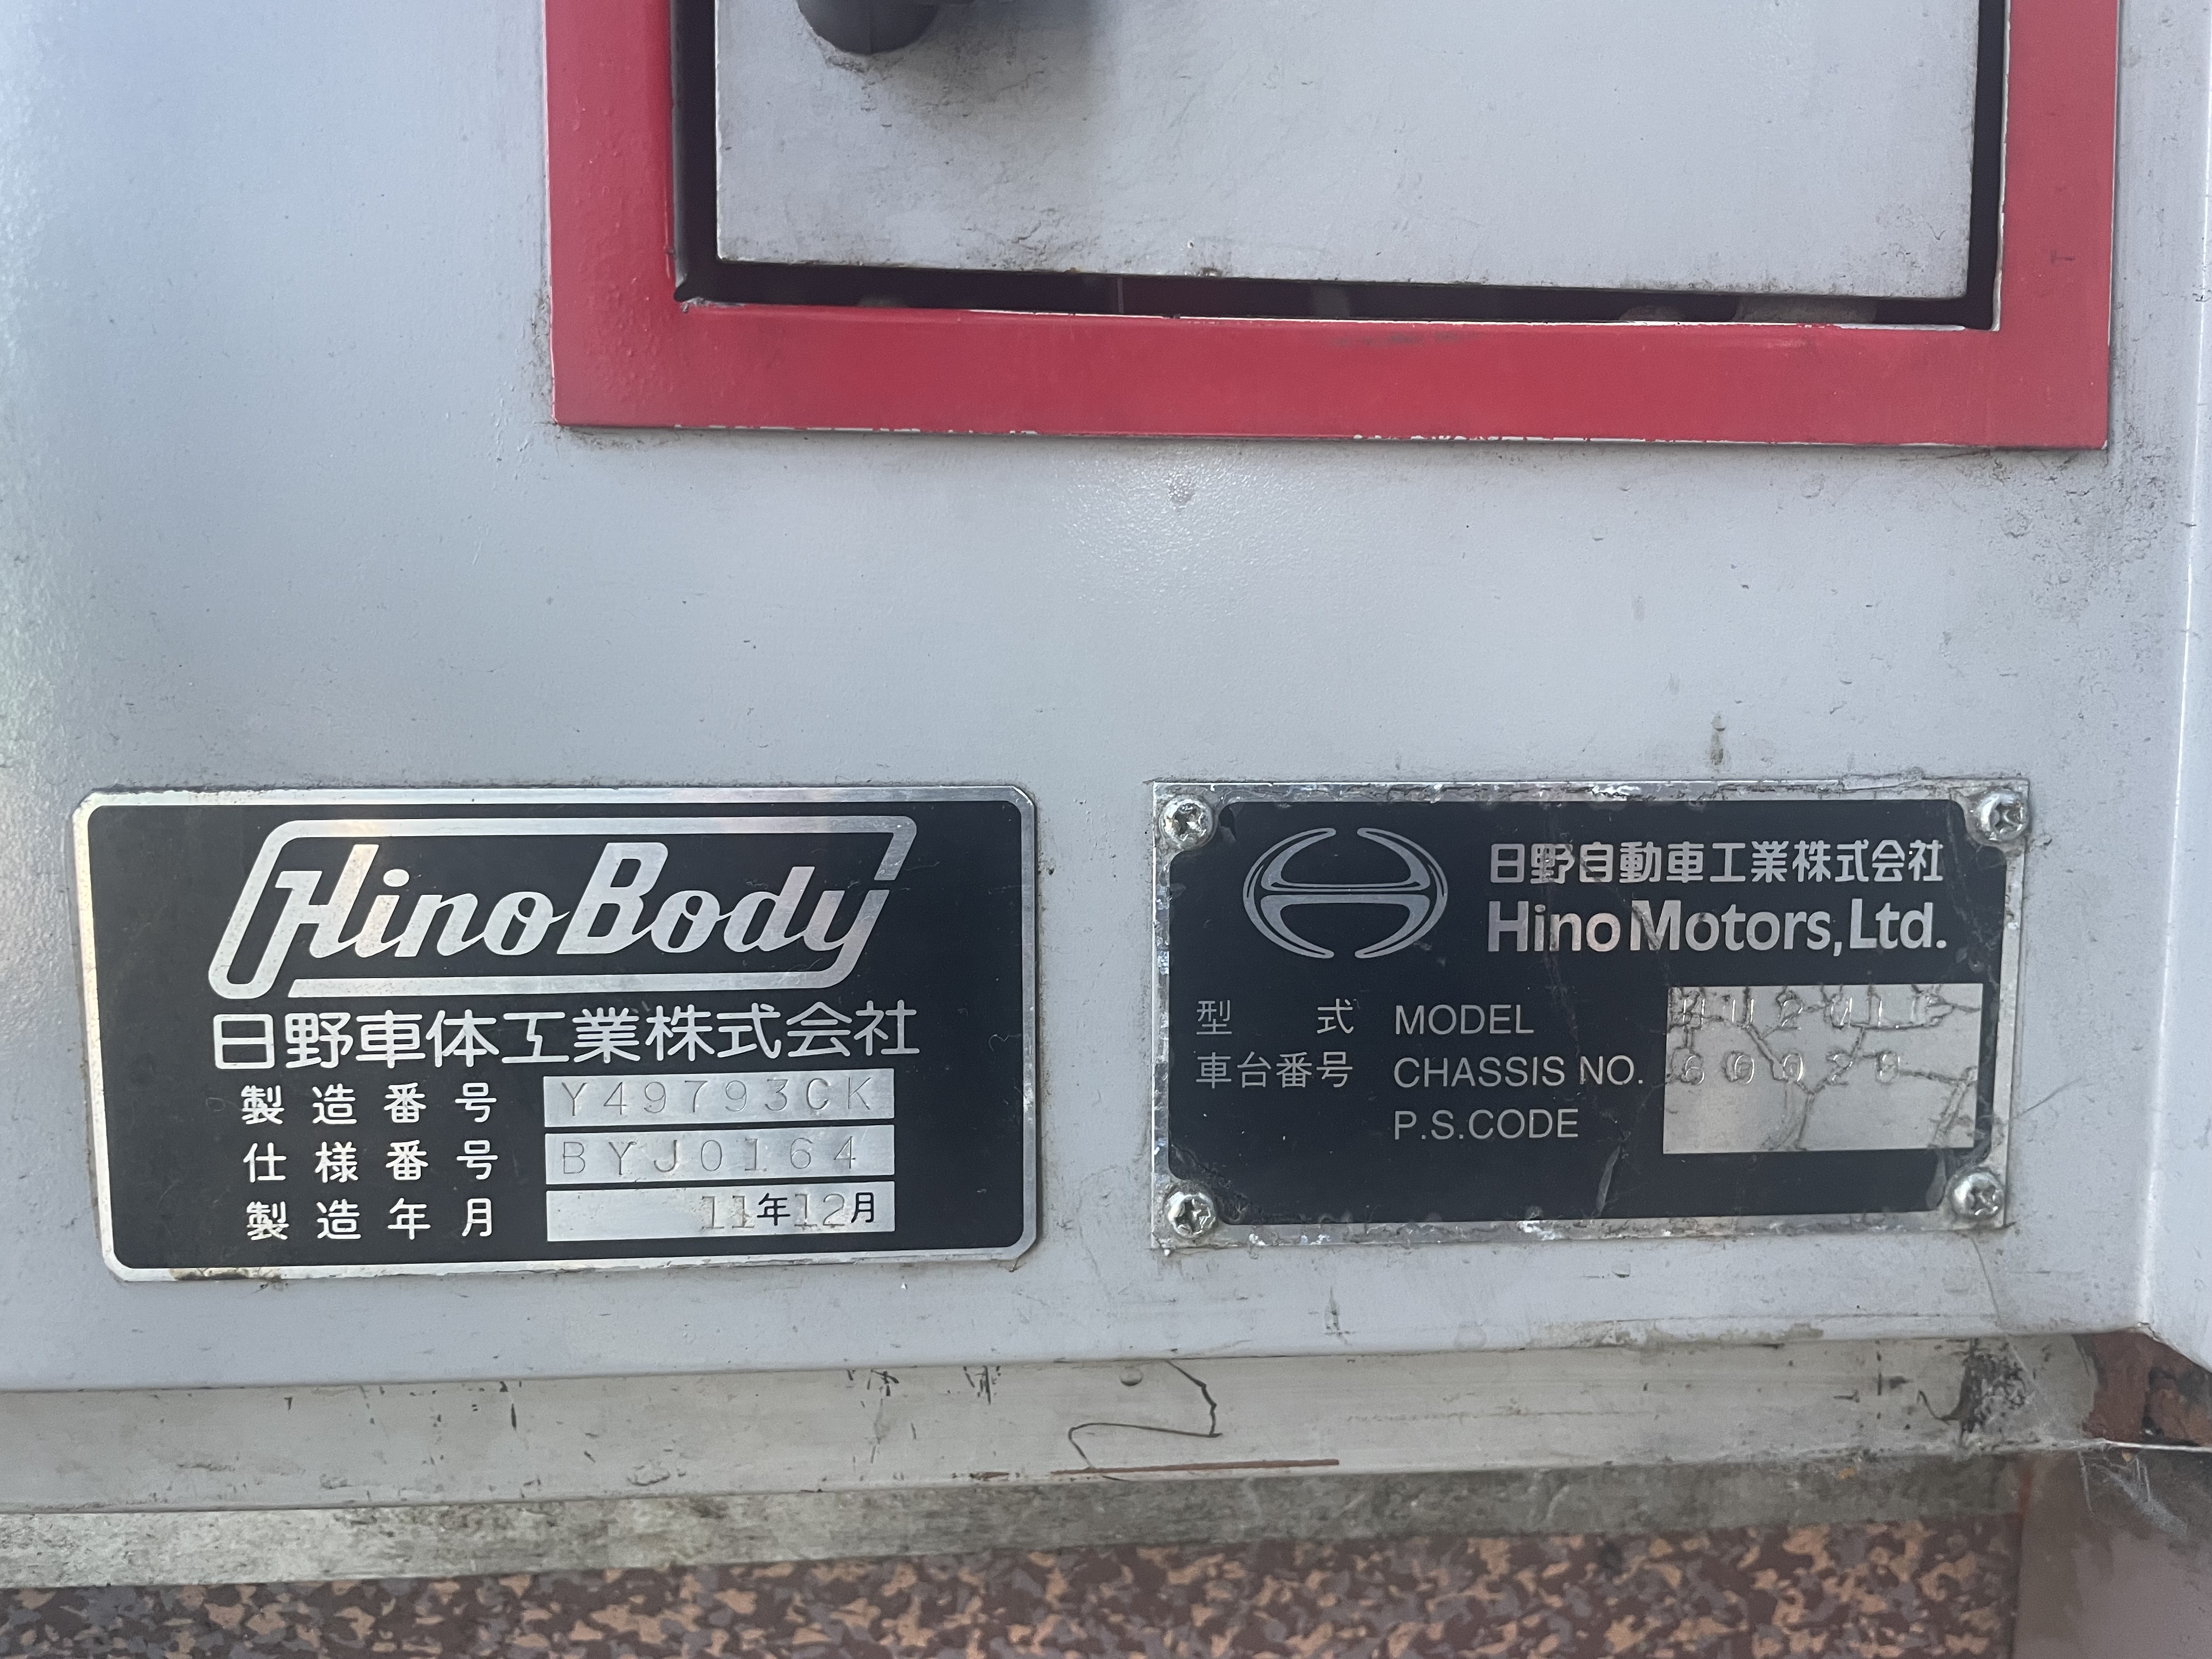 Hino Body
日野車体工業株式会社
製造番号 Y49793CK
仕様番号 BYJ0164
製造年月 11年12月
日野自動車工業株式会社
Hino Motors, Ltd.
型式 MODEL
車台番号 CHASSIS NO.
P.S.CODE